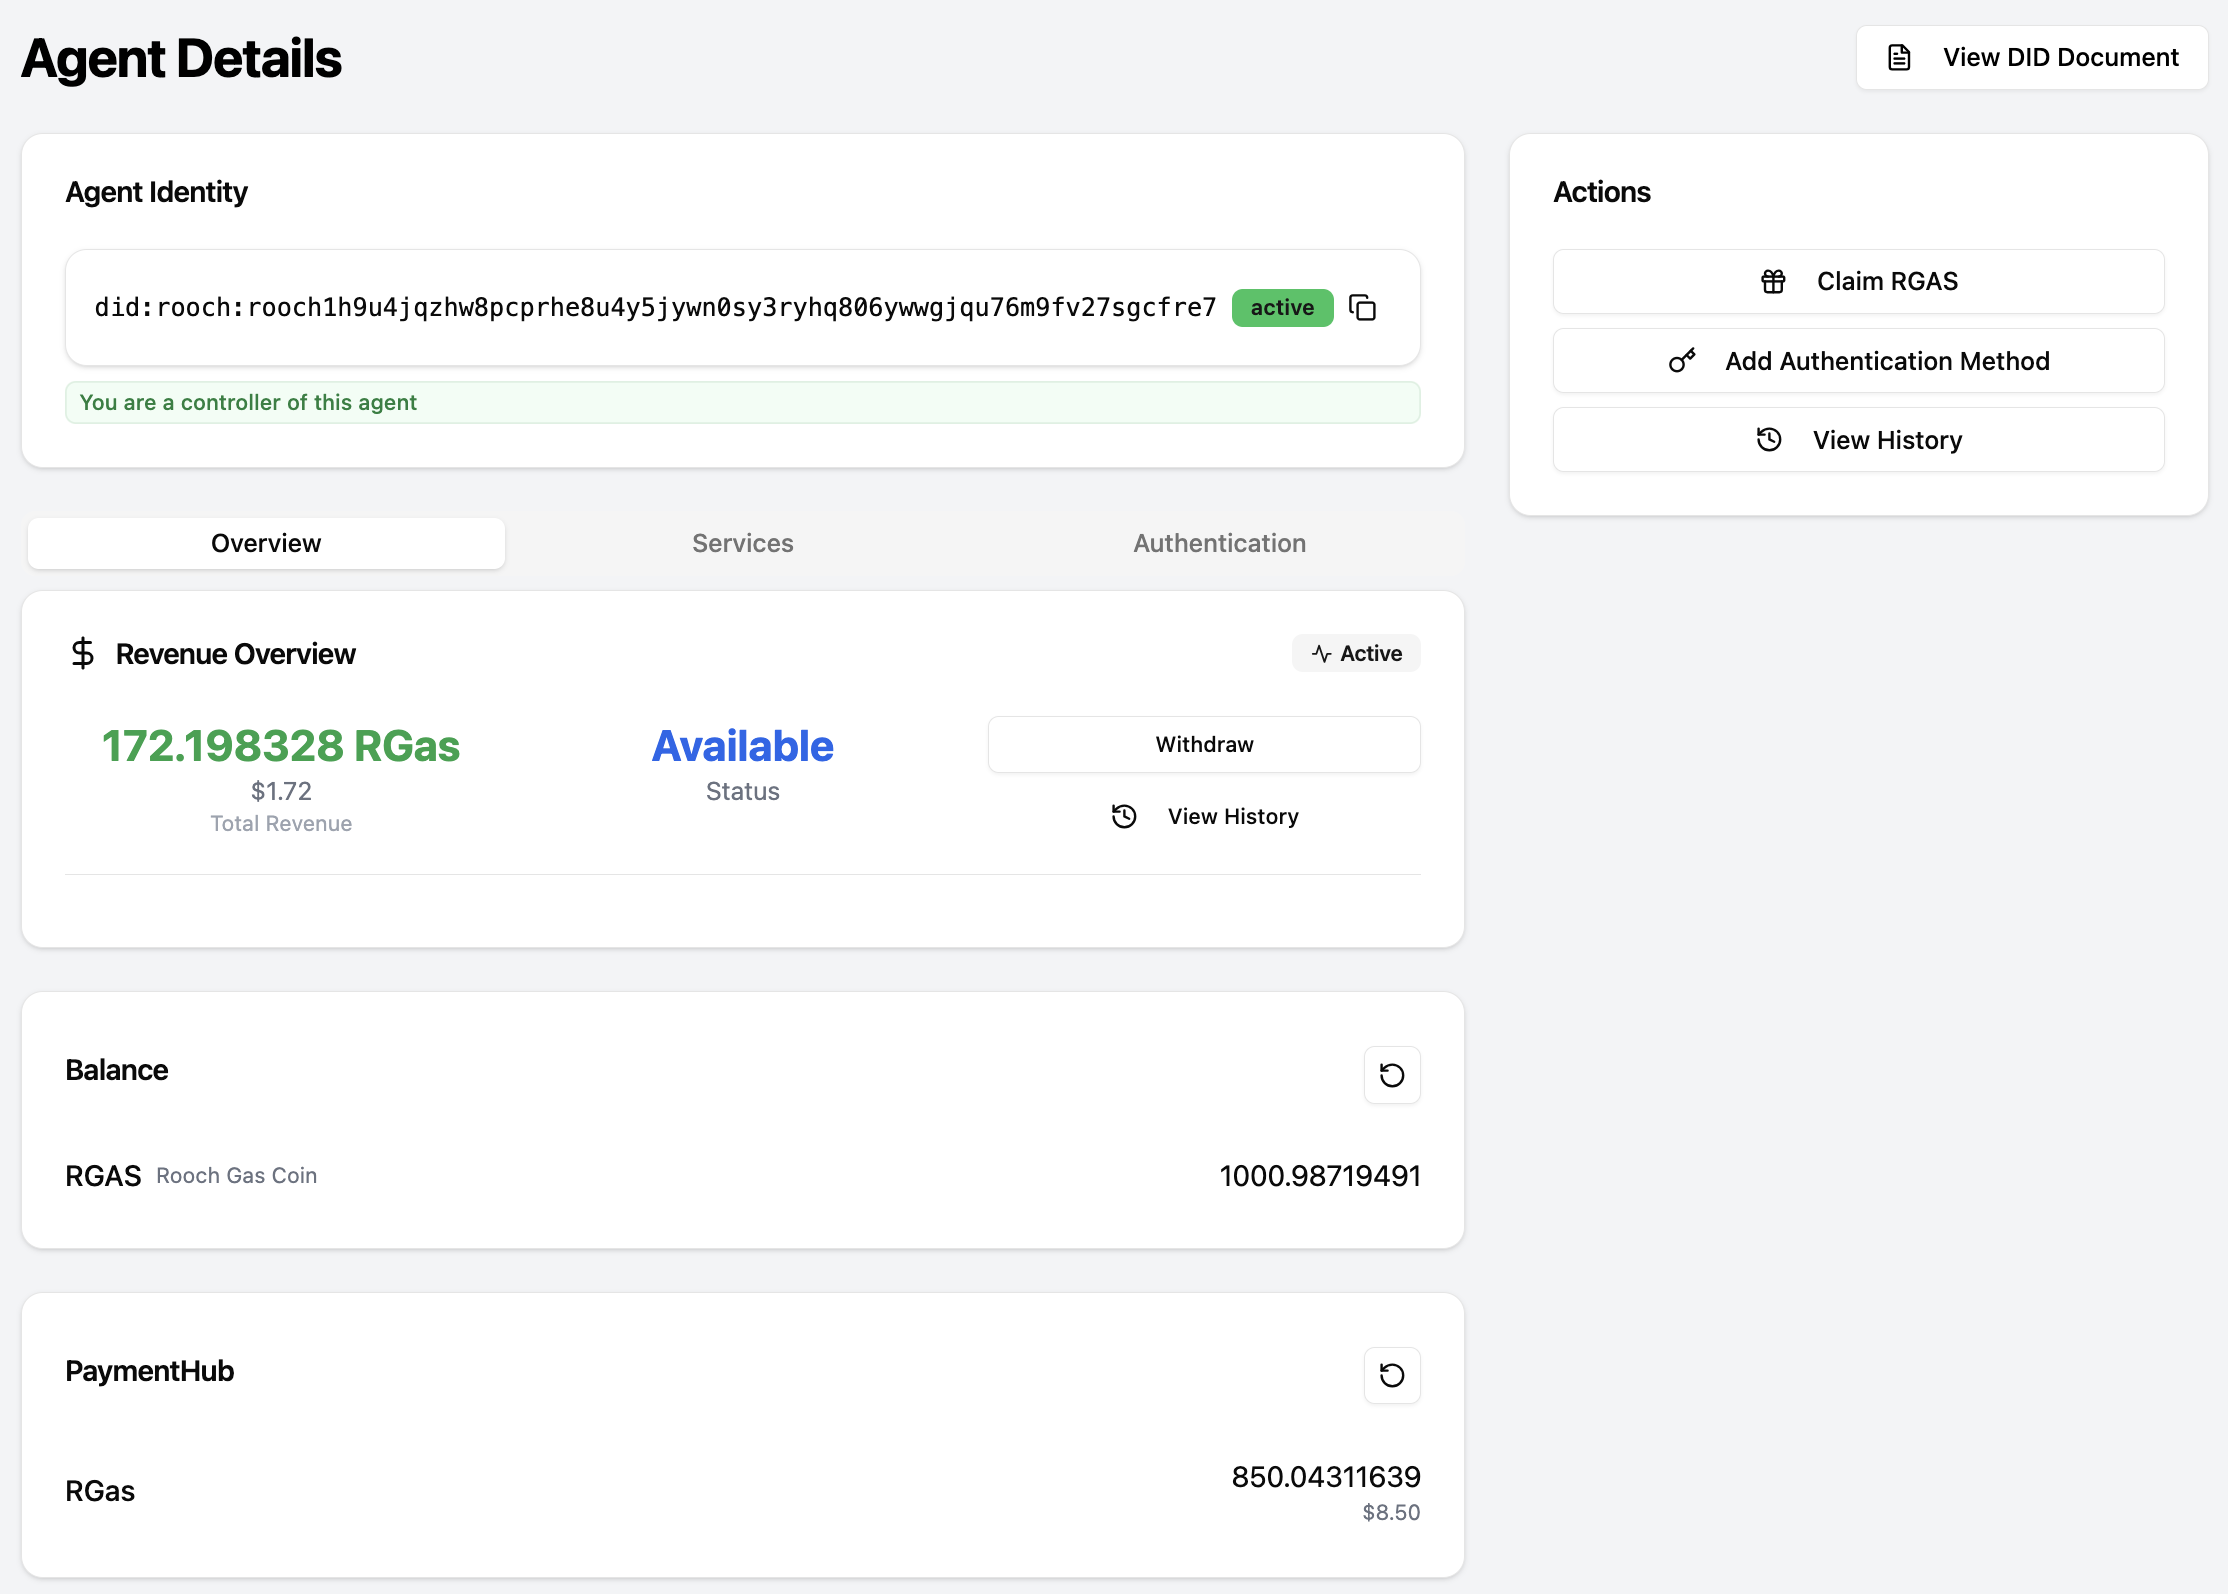 Agent Details
View DID Document
Agent Identity
did:rooch:rooch1h9u4jqzhw8pcprhe8u4y5jywn0sy3ryhq806ywwgjqu76m9fv27sgcfre7 active
You are a controller of this agent
Actions
Claim RGAS
Add Authentication Method
View History
Overview Services Authentication
Revenue Overview
Active
172.198328 RGas
$1.72
Total Revenue
Available
Status
Withdraw
View History
Balance
RGAS Rooch Gas Coin 1000.98719491
PaymentHub
RGas
850.04311639
$8.50